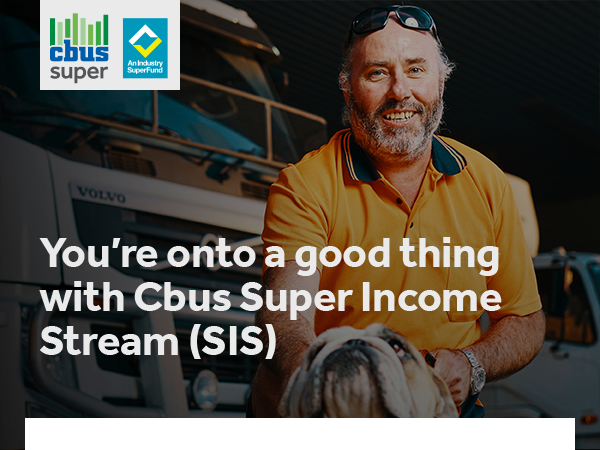 cbus
super
An Industry
SuperFund
VOLVO
You're onto a good thing
with Cbus Super Income
Stream (SIS)